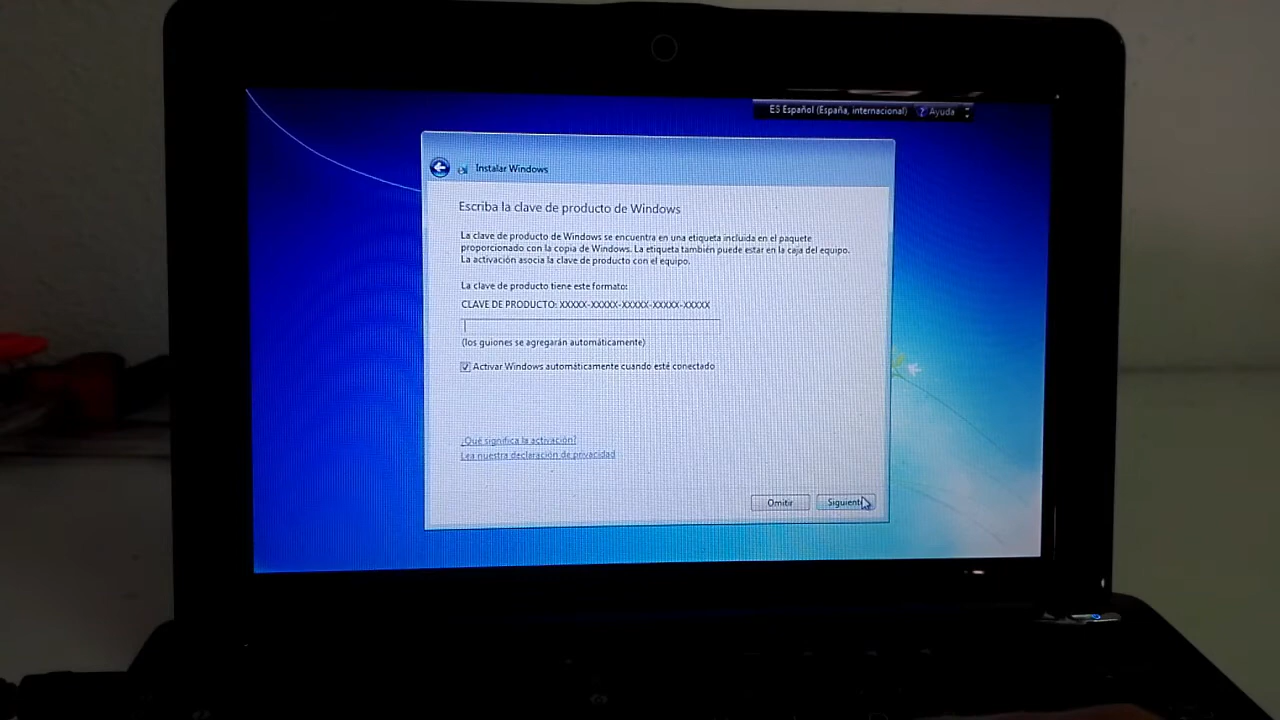 ES Español (España, internacional) ? Ayuda
Instalar Windows
Escriba la clave de producto de Windows
La clave de producto de Windows se encuentra en una etiqueta incluida en el paquete
proporcionado con la copia de Windows. La etiqueta también puede estar en la caja del equipo.
La activación asocia la clave de producto con el equipo.
La clave de producto tiene este formato:
CLAVE DE PRODUCTO: XXXXX-XXXXX-XXXXX-XXXXX-XXXXX
(los guiones se agregarán automáticamente)
Activar Windows automáticamente cuando esté conectado
¿Qué significa la activación?
Lea nuestra declaración de privacidad
Omitir Siguiente